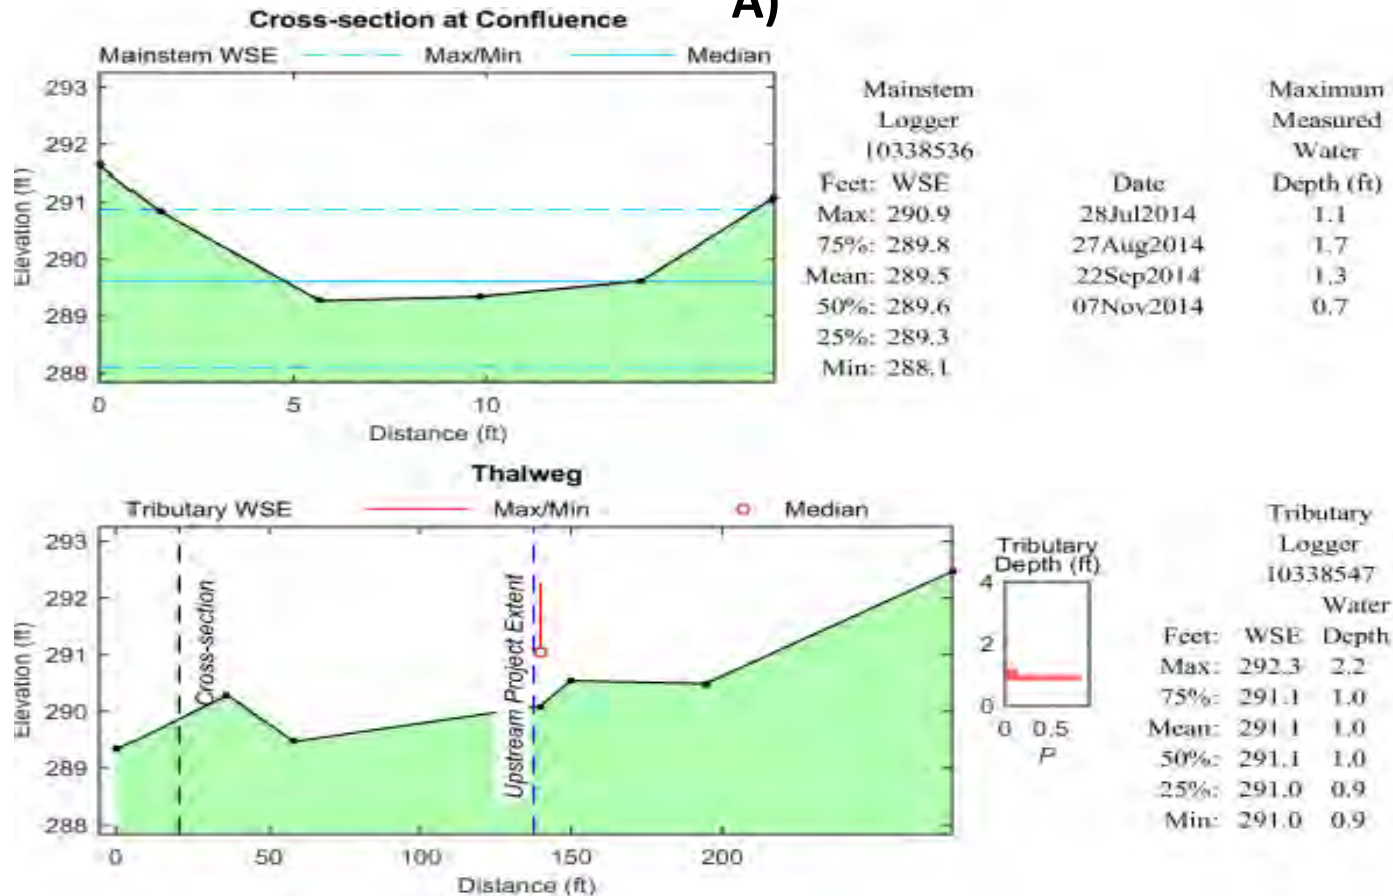 A)
Cross-section at Confluence
Mainstem WSE Max/Min Median
293
292
291
290
289
288
Elevation (ft)
0 5 10
Distance (ft)
Mainstem
Logger
10338536
Feet: WSE
Max: 290.9
75%: 289.8
Mean: 289.5
50%: 289.6
25%: 289.3
Min: 288.1
Date
28Jul2014
27Aug2014
22Sep2014
07Nov2014
Maximum
Measured
Water
Depth (ft)
1.1
1.7
1.3
0.7
Thalweg
Tributary WSE Max/Min Median
293
292
291
290
289
288
Elevation (ft)
Cross-section
Upstream Project Extent
0 50 100 150 200
Distance (ft)
Tributary
Depth (ft)
4
2
0
0 0.5
P
Tributary
Logger
10338547
Water
Feet: WSE Depth
Max: 292.3 2.2
75%: 291.1 1.0
Mean: 291.1 1.0
50%: 291.1 1.0
25%: 291.0 0.9
Min: 291.0 0.9